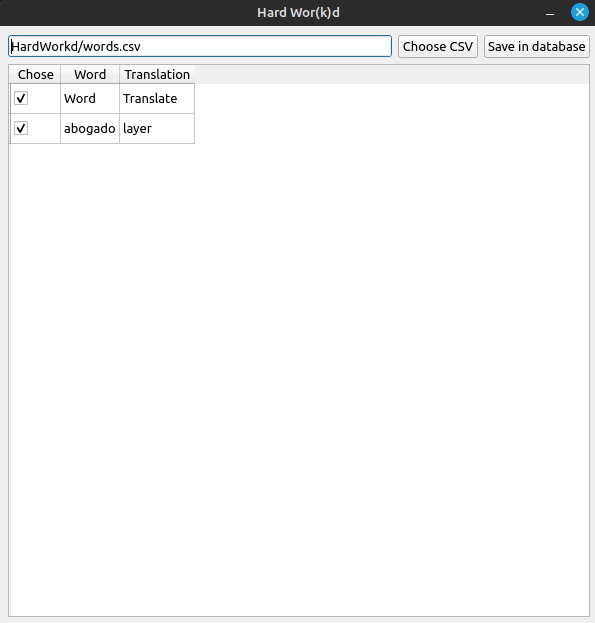 Hard Wor(k)d
HardWorkd/words.csv Choose CSV Save in database
Chose Word Translation
Word Translate
abogado layer